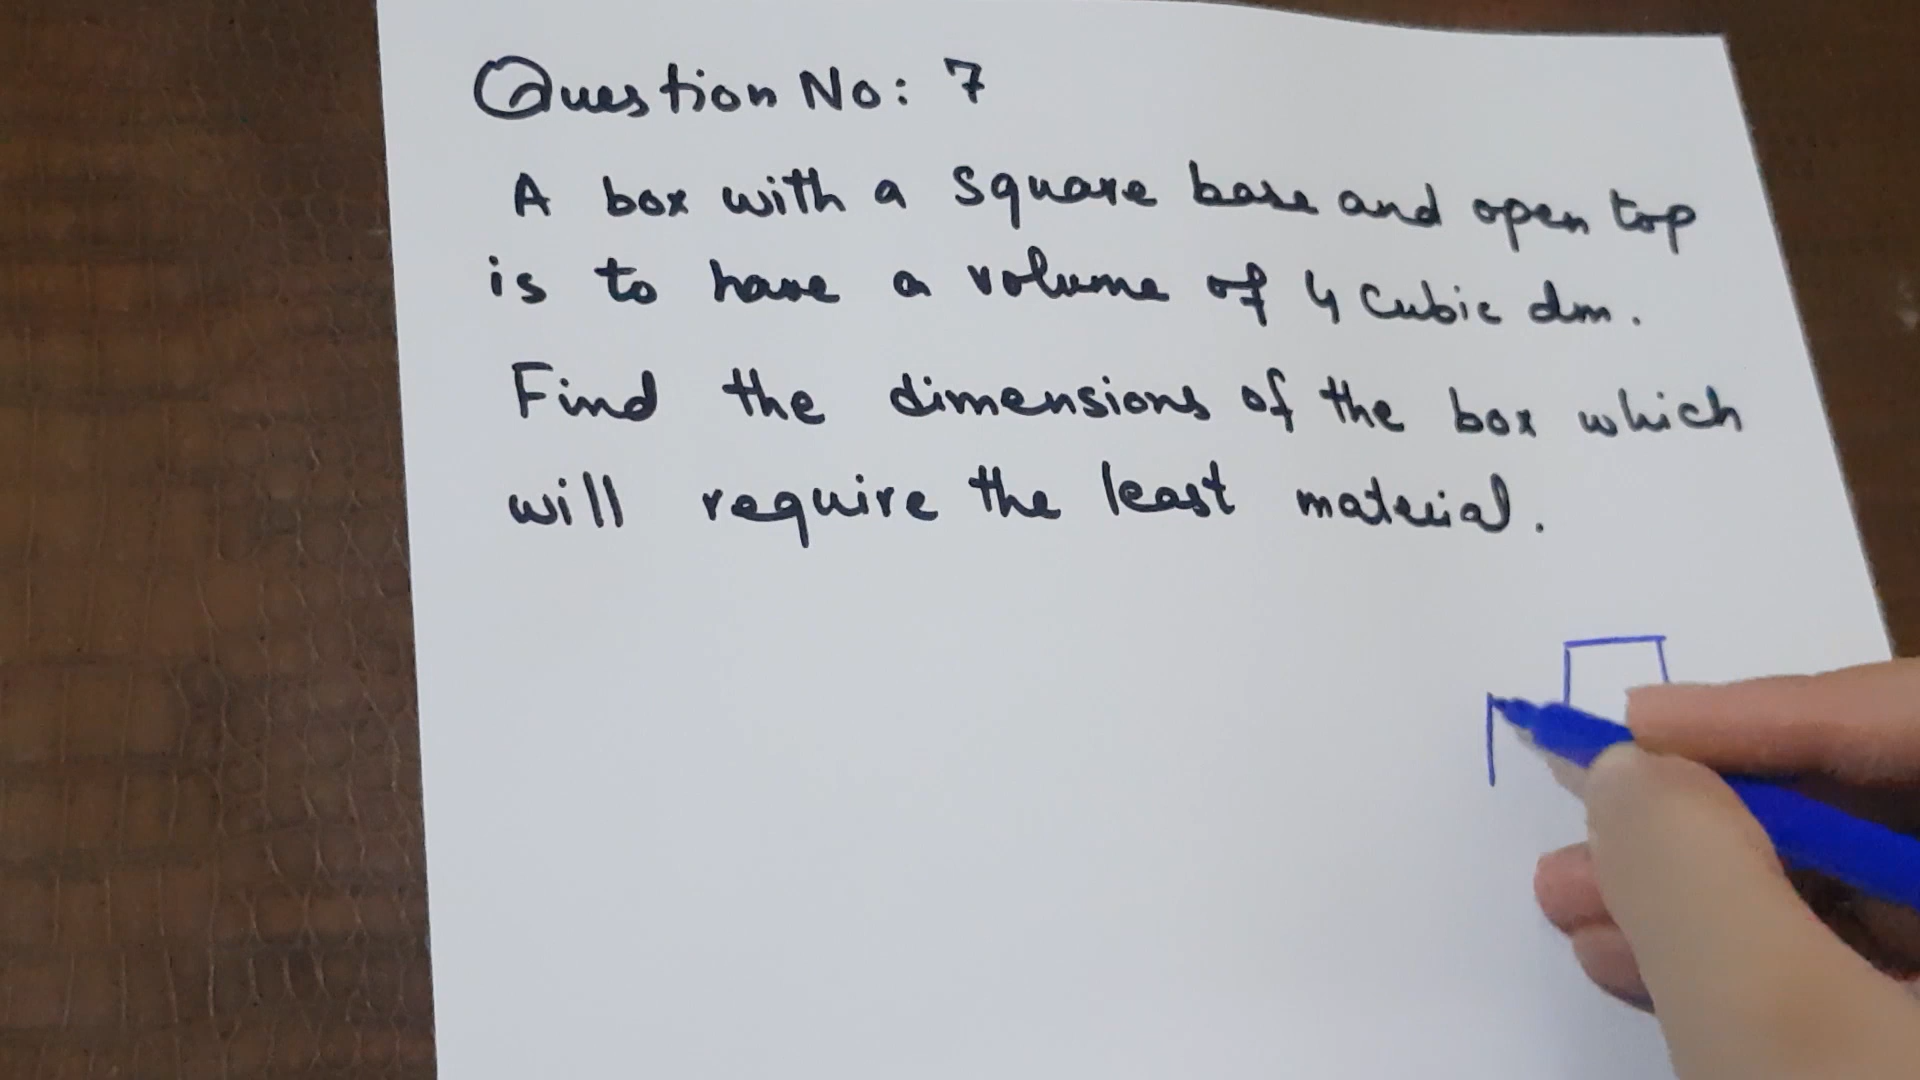 Question No: 7
A box with a square base and open top
is to have a volume of 4 cubic dm.
Find the dimensions of the box which
will require the least material.